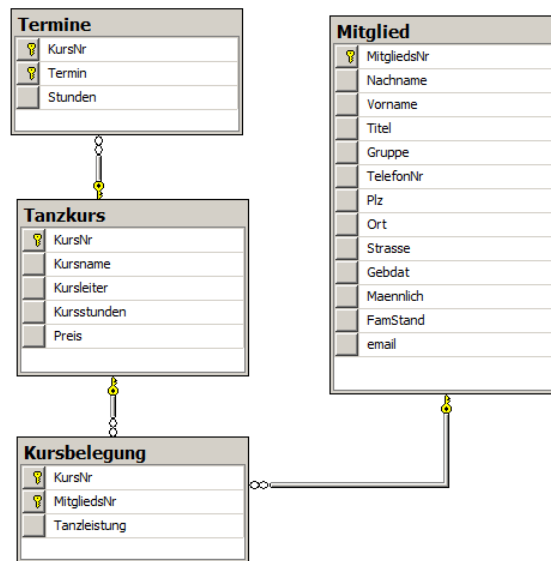 Termine
KursNr
Termin
Stunden
Tanzkurs
KursNr
Kursname
Kursleiter
Kursstunden
Preis
Kursbelegung
KursNr
MitgliedsNr
Tanzleistung
Mitglied
MitgliedsNr
Nachname
Vorname
Titel
Gruppe
TelefonNr
Plz
Ort
Strasse
Gebdat
Maennlich
FamStand
email